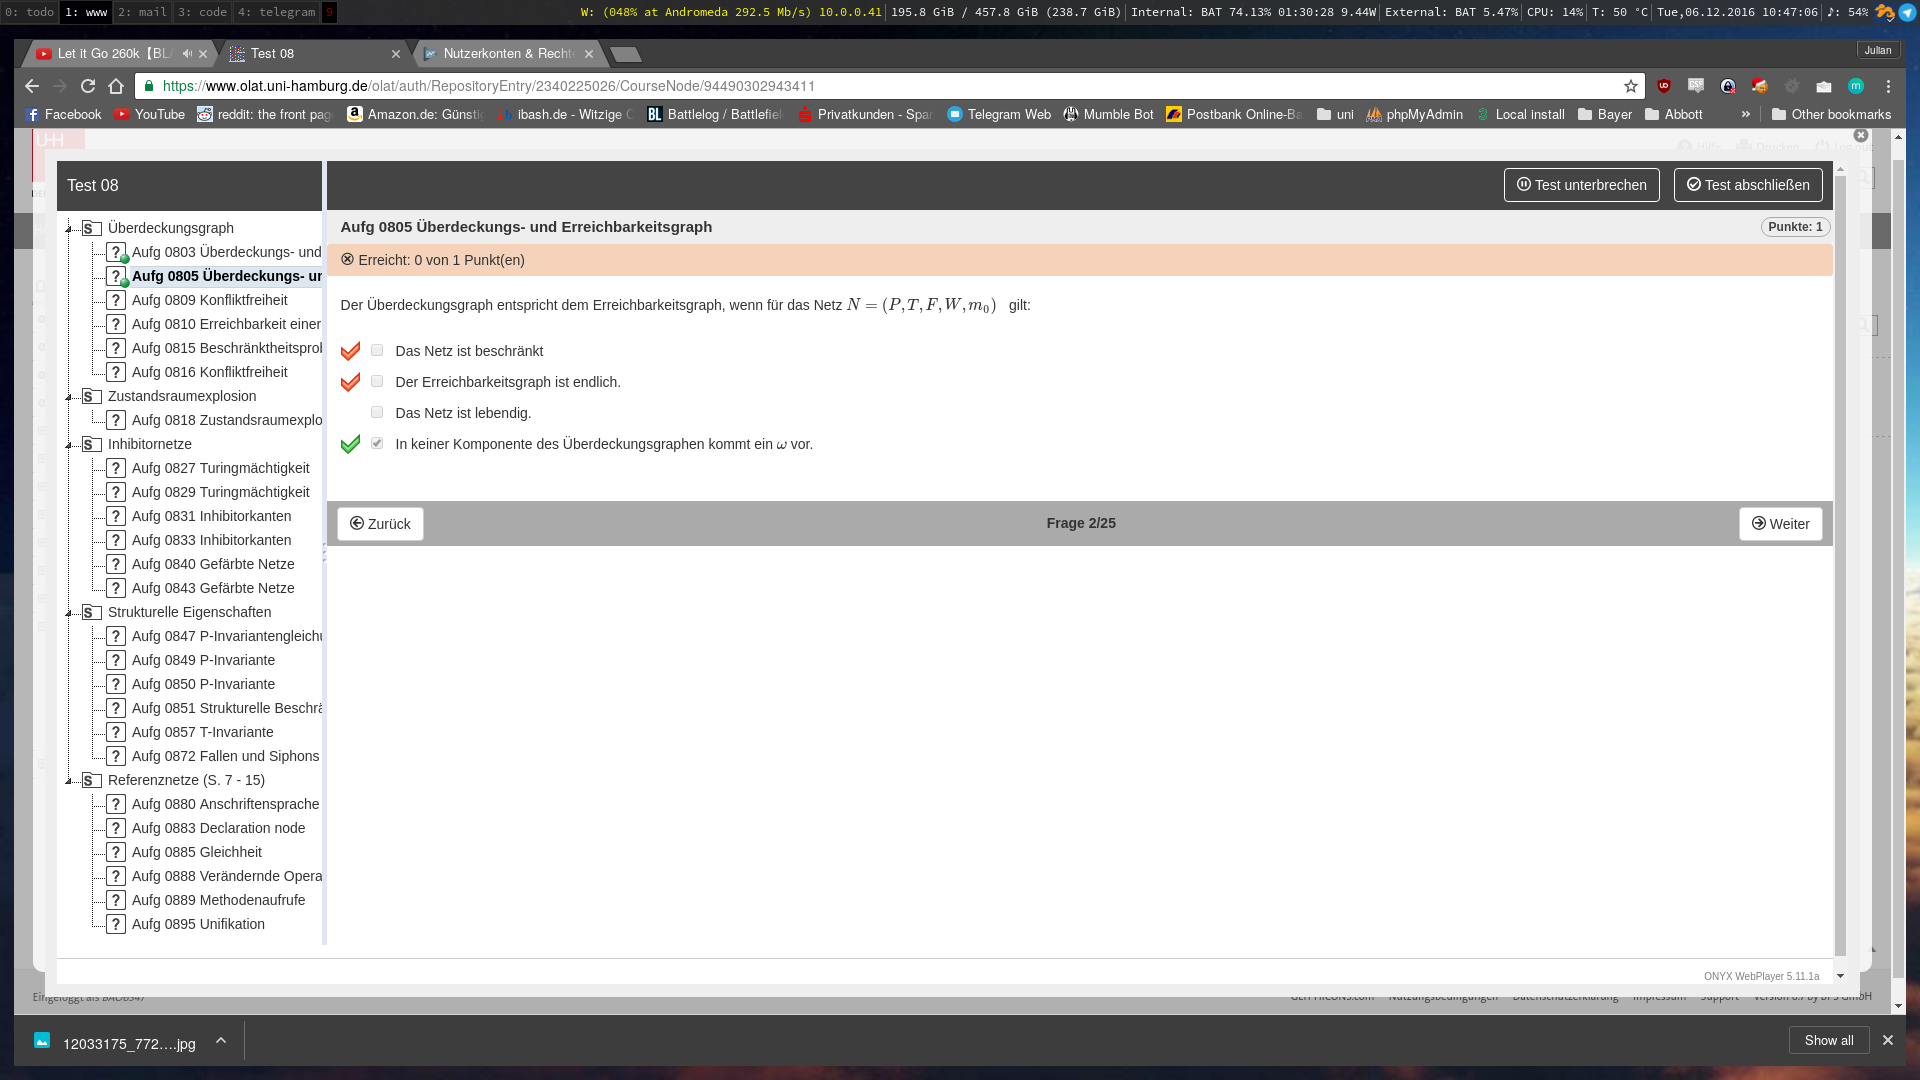 0: todo 1: www 2: mail 3: code 4: telegram 9 W: (048% at Andromeda 292.5 Mb/s) 10.0.0.41 195.8 GiB / 457.8 GiB (238.7 GiB) Internal: BAT 74.13% 01:30:28 9.44W External: BAT 5.47% CPU: 14% T: 50 °C Tue,06.12.2016 10:47:06 ♪: 54%
Let it Go 260k【BLA Test 08 Nutzerkonten & Recht Julian
https://www.olat.uni-hamburg.de/olat/auth/RepositoryEntry/2340225026/CourseNode/94490302943411
Facebook YouTube reddit: the front pag Amazon.de: Günsti ibash.de - Witzige Battlelog / Battlefiel Privatkunden - Spar Telegram Web Mumble Bot Postbank Online-Ba uni phpMyAdmin Local install Bayer Abbott » Other bookmarks
Test 08 Test unterbrechen Test abschließen
Aufg 0805 Überdeckungs- und Erreichbarkeitsgraph Punkte: 1
Erreicht: 0 von 1 Punkt(en)
Der Überdeckungsgraph entspricht dem Erreichbarkeitsgraph, wenn für das Netz N = (P, T, F, W, m₀) gilt:
Das Netz ist beschränkt
Der Erreichbarkeitsgraph ist endlich.
Das Netz ist lebendig.
In keiner Komponente des Überdeckungsgraphen kommt ein ω vor.
Zurück Frage 2/25 Weiter
Überdeckungsgraph
Aufg 0803 Überdeckungs- und
Aufg 0805 Überdeckungs- un
Aufg 0809 Konfliktfreiheit
Aufg 0810 Erreichbarkeit einer
Aufg 0815 Beschränktheitsprob
Aufg 0816 Konfliktfreiheit
Zustandsraumexplosion
Aufg 0818 Zustandsraumexplo
Inhibitornetze
Aufg 0827 Turingmächtigkeit
Aufg 0829 Turingmächtigkeit
Aufg 0831 Inhibitorkanten
Aufg 0833 Inhibitorkanten
Aufg 0840 Gefärbte Netze
Aufg 0843 Gefärbte Netze
Strukturelle Eigenschaften
Aufg 0847 P-Invariantengleichu
Aufg 0849 P-Invariante
Aufg 0850 P-Invariante
Aufg 0851 Strukturelle Beschrä
Aufg 0857 T-Invariante
Aufg 0872 Fallen und Siphons
Referenznetze (S. 7 - 15)
Aufg 0880 Anschriftensprache
Aufg 0883 Declaration node
Aufg 0885 Gleichheit
Aufg 0888 Verändernde Opera
Aufg 0889 Methodenaufrufe
Aufg 0895 Unifikation
ONYX WebPlayer 5.11.1a
Eingeloggt als Nutzungsbedingungen Datenschutzerklärung Impressum Support
12033175_772....jpg Show all